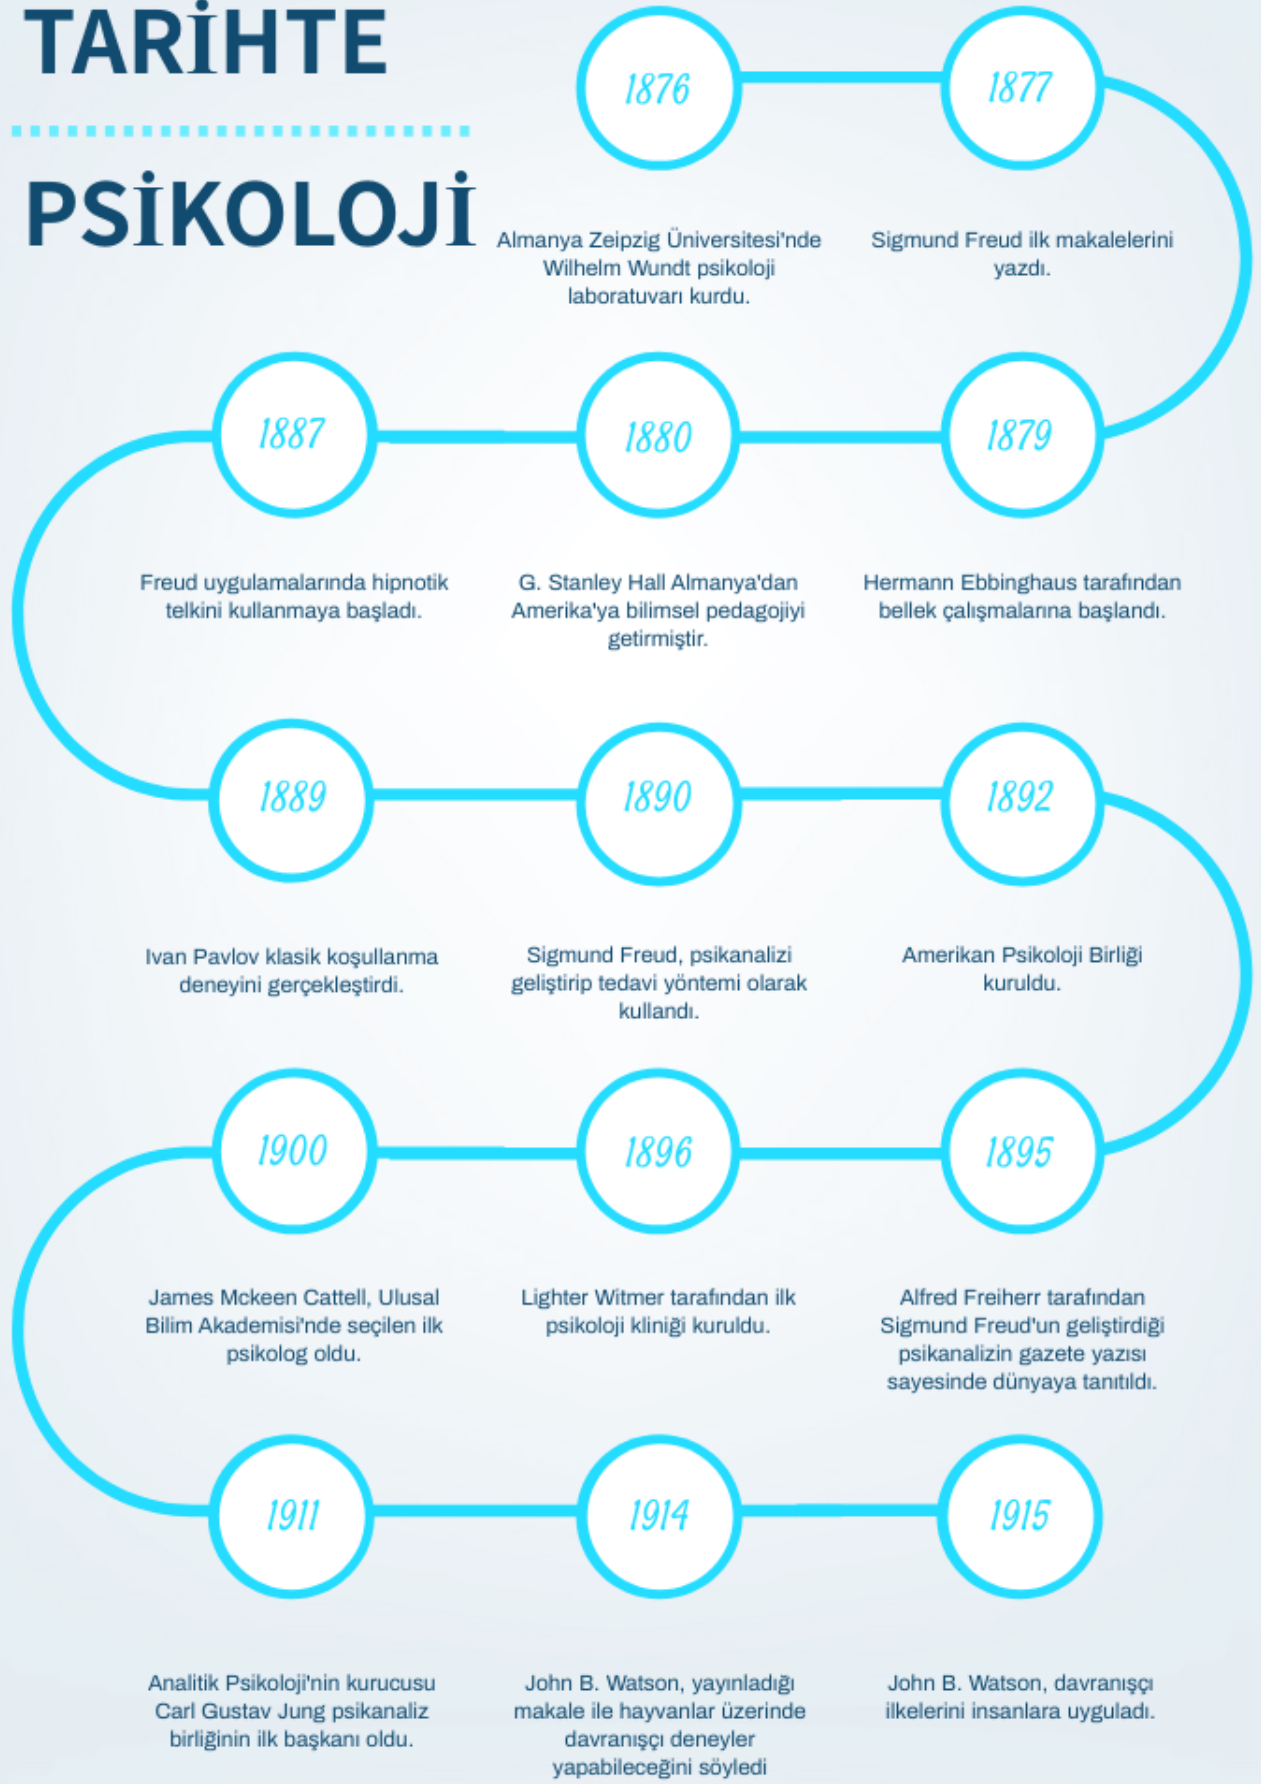 TARİHTE
PSİKOLOJİ
1876
Almanya Zeipzig Üniversitesi'nde
Wilhelm Wundt psikoloji
laboratuvarı kurdu.
1877
Sigmund Freud ilk makalelerini
yazdı.
1879
Hermann Ebbinghaus tarafından
bellek çalışmalarına başlandı.
1880
G. Stanley Hall Almanya'dan
Amerika'ya bilimsel pedagojiyi
getirmiştir.
1887
Freud uygulamalarında hipnotik
telkini kullanmaya başladı.
1889
Ivan Pavlov klasik koşullanma
deneyini gerçekleştirdi.
1890
Sigmund Freud, psikanalizi
geliştirip tedavi yöntemi olarak
kullandı.
1892
Amerikan Psikoloji Birliği
kuruldu.
1895
Alfred Freiherr tarafından
Sigmund Freud'un geliştirdiği
psikanalizin gazete yazısı
sayesinde dünyaya tanıtıldı.
1896
Lighter Witmer tarafından ilk
psikoloji kliniği kuruldu.
1900
James Mckeen Cattell, Ulusal
Bilim Akademisi'nde seçilen ilk
psikolog oldu.
1911
Analitik Psikoloji'nin kurucusu
Carl Gustav Jung psikanaliz
birliğinin ilk başkanı oldu.
1914
John B. Watson, yayınladığı
makale ile hayvanlar üzerinde
davranışçı deneyler
yapabileceğini söyledi
1915
John B. Watson, davranışçı
ilkelerini insanlara uyguladı.